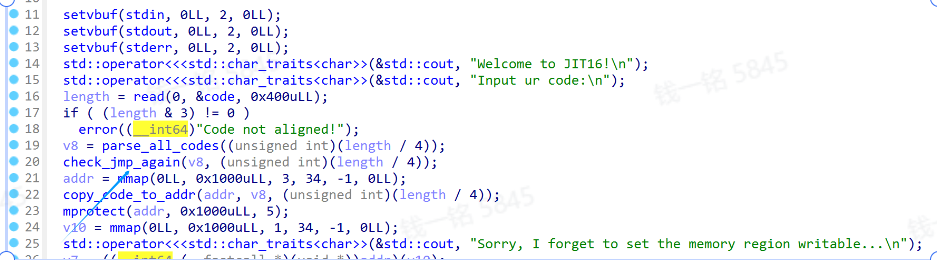 11 setvbuf(stdin, 0LL, 2, 0LL);
12 setvbuf(stdout, 0LL, 2, 0LL);
13 setvbuf(stderr, 0LL, 2, 0LL);
14 std::operator<<<std::char_traits<char>>(&std::cout, "Welcome to JIT16!\n");
15 std::operator<<<std::char_traits<char>>(&std::cout, "Input ur code:\n");
16 length = read(0, &code, 0x400uLL);
17 if ( (length & 3) != 0 )
18 error((__int64)"Code not aligned!");
19 v8 = parse_all_codes((unsigned int)(length / 4));
20 check_jmp_again(v8, (unsigned int)(length / 4));
21 addr = mmap(0LL, 0x1000uLL, 3, 34, -1, 0LL);
22 copy_code_to_addr(addr, v8, (unsigned int)(length / 4));
23 mprotect(addr, 0x1000uLL, 5);
24 v10 = mmap(0LL, 0x1000uLL, 1, 34, -1, 0LL);
25 std::operator<<<std::char_traits<char>>(&std::cout, "Sorry, I forget to set the memory region writable...\n");
钱一铭 5845
钱一铭 5845